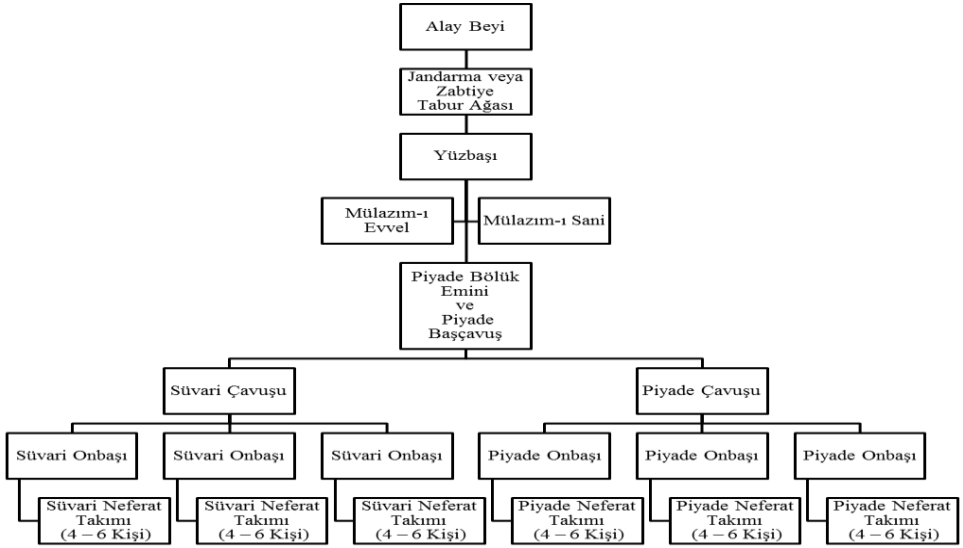 Alay Beyi
Jandarma veya
Zabtiye
Tabur Ağası
Yüzbaşı
Mülazım-ı
Evvel
Mülazım-ı Sani
Piyade Bölük
Emini
ve
Piyade
Başçavuş
Süvari Çavuşu
Piyade Çavuşu
Süvari Onbaşı
Süvari Onbaşı
Süvari Onbaşı
Piyade Onbaşı
Piyade Onbaşı
Piyade Onbaşı
Süvari Neferat
Takımı
(4 – 6 Kişi)
Süvari Neferat
Takımı
(4 – 6 Kişi)
Süvari Neferat
Takımı
(4 – 6 Kişi)
Piyade Neferat
Takımı
(4 – 6 Kişi)
Piyade Neferat
Takımı
(4 – 6 Kişi)
Piyade Neferat
Takımı
(4 – 6 Kişi)